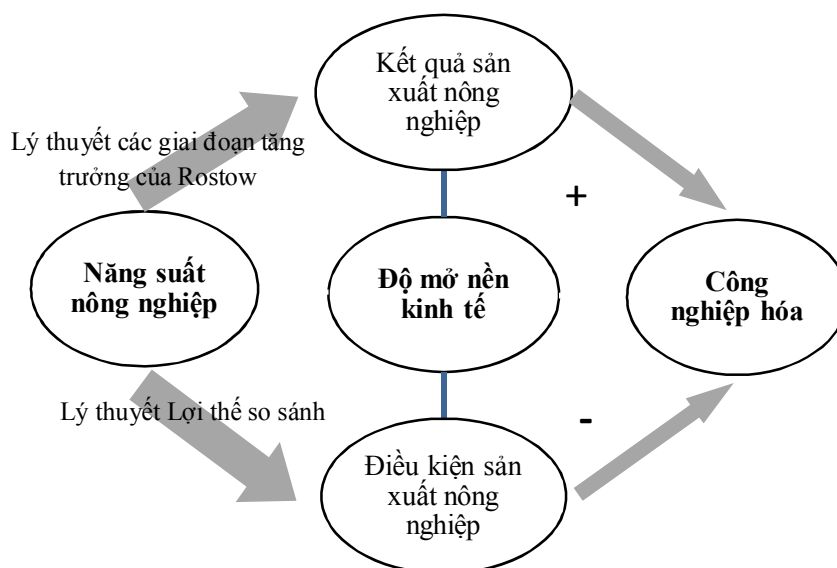 Kết quả sản
xuất nông
nghiệp
Lý thuyết các giai đoạn tăng
trưởng của Rostow
+
Năng suất
nông nghiệp
Độ mở nền
kinh tế
Công
nghiệp hóa
Lý thuyết Lợi thế so sánh
-
Điều kiện sản
xuất nông
nghiệp